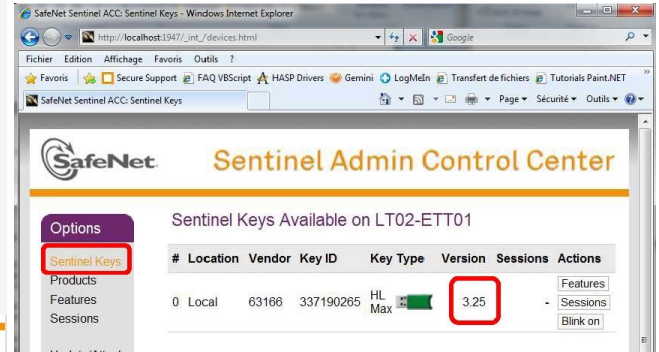 SafeNet Sentinel ACC: Sentinel Keys - Windows Internet Explorer
http://localhost:1947/_int_/devices.html
Google
Fichier Edition Affichage Favoris Outils ?
Favoris Secure Support FAQ VBScript HASP Drivers Gemini LogMeIn Transfert de fichiers Tutorials Paint.NET »
SafeNet Sentinel ACC: Sentinel Keys
Page Sécurité Outils
SafeNet. Sentinel Admin Control Center
Options
Sentinel Keys
Products
Features
Sessions
Sentinel Keys Available on LT02-ETT01
# Location Vendor Key ID Key Type Version Sessions Actions
0 Local 63166 337190265 HL Max 3.25 - Features
Sessions
Blink on